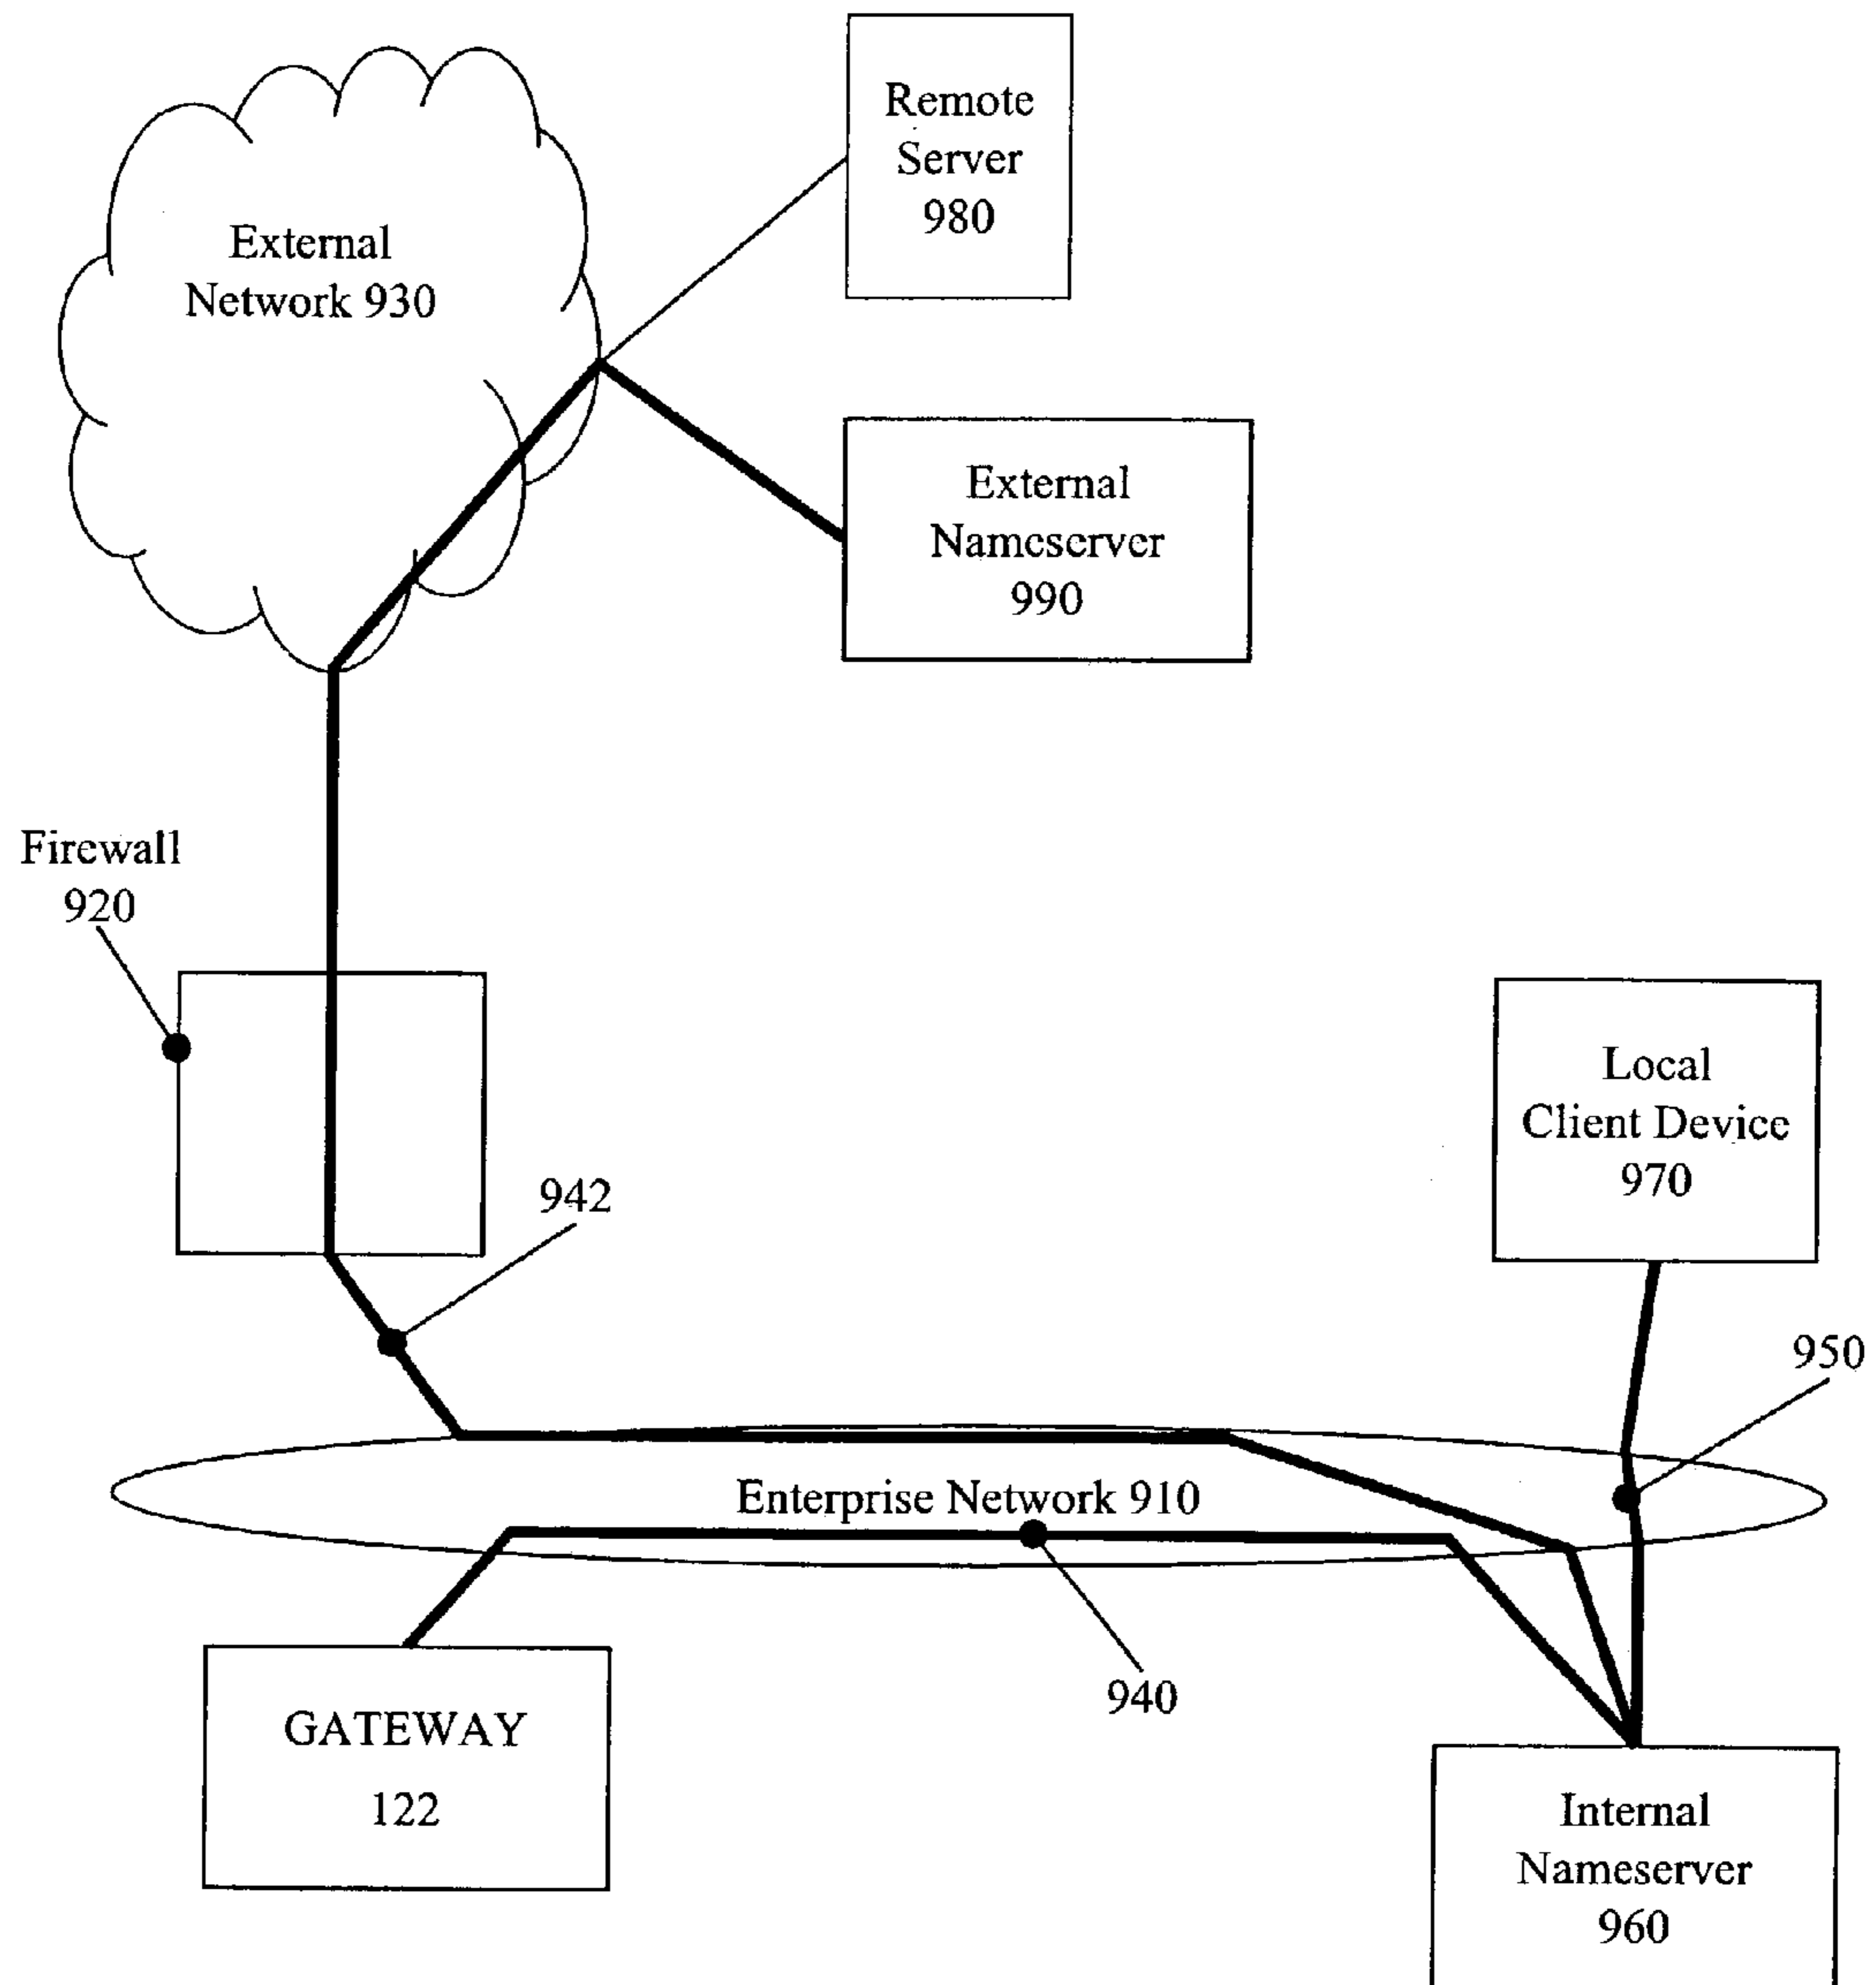 Remote
Server
980
External
Network 930
External
Nameserver
990
Firewall
920
942
Local
Client Device
970
950
Enterprise Network 910
940
GATEWAY
122
Internal
Nameserver
960